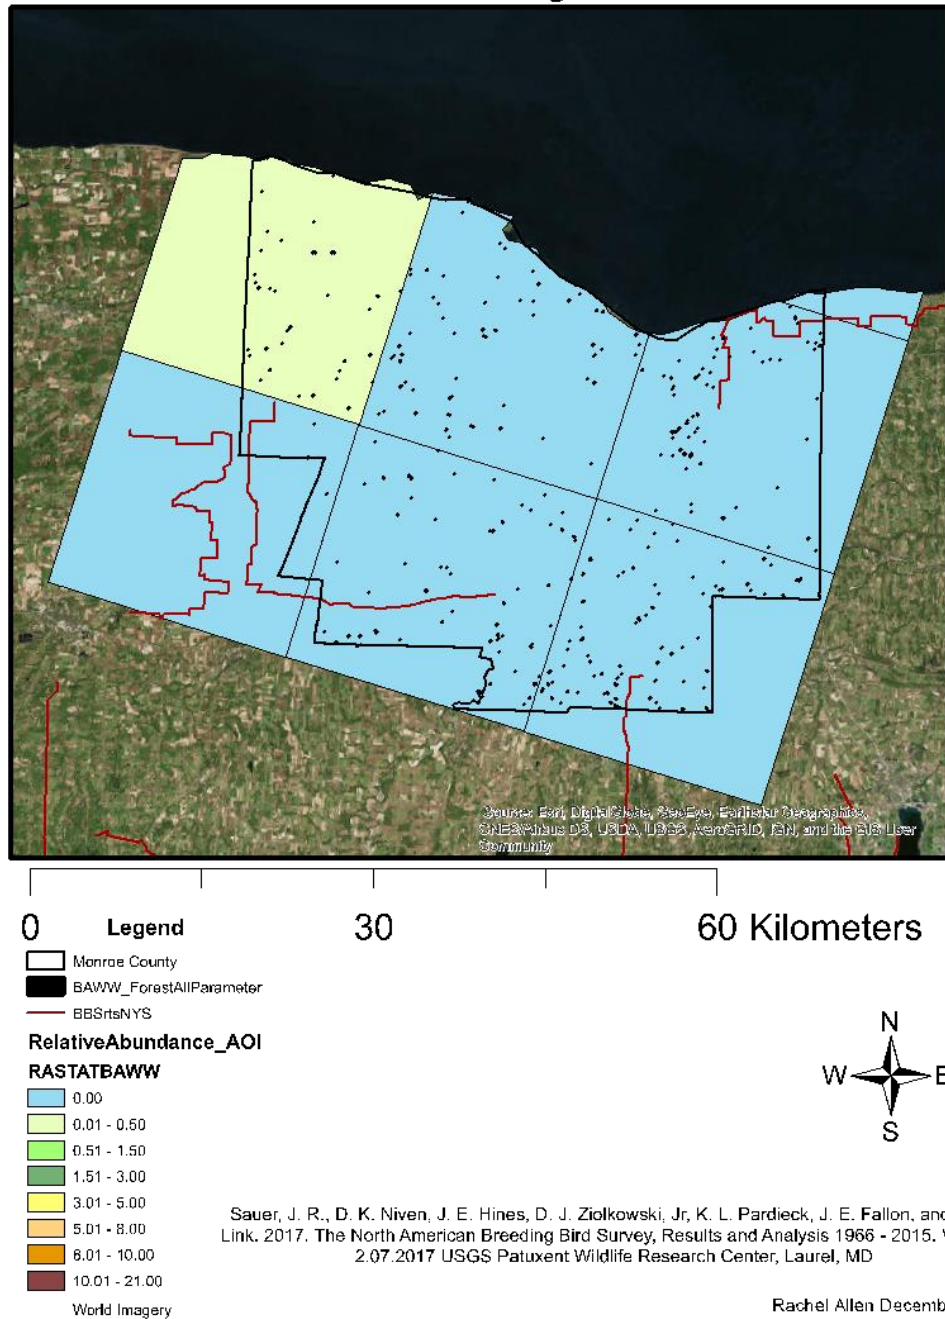 Source: Esri, DigitalGlobe, GeoEye, Earthstar Geographics,
CNES/Airbus DS, USDA, USGS, AeroGRID, IGN, and the GIS User
Community
0 30 60 Kilometers
Legend
Monroe County
BAWW_ForestAllParameter
BBSrtsNYS
RelativeAbundance_AOI
RASTATBAWW
0.00
0.01 - 0.50
0.51 - 1.50
1.51 - 3.00
3.01 - 5.00
5.01 - 8.00
8.01 - 10.00
10.01 - 21.00
World Imagery
N
W E
S
Sauer, J. R., D. K. Niven, J. E. Hines, D. J. Ziolkowski, Jr, K. L. Pardieck, J. E. Fallon, and
Link. 2017. The North American Breeding Bird Survey, Results and Analysis 1966 - 2015.
2.07.2017 USGS Patuxent Wildlife Research Center, Laurel, MD
Rachel Allen Decemb